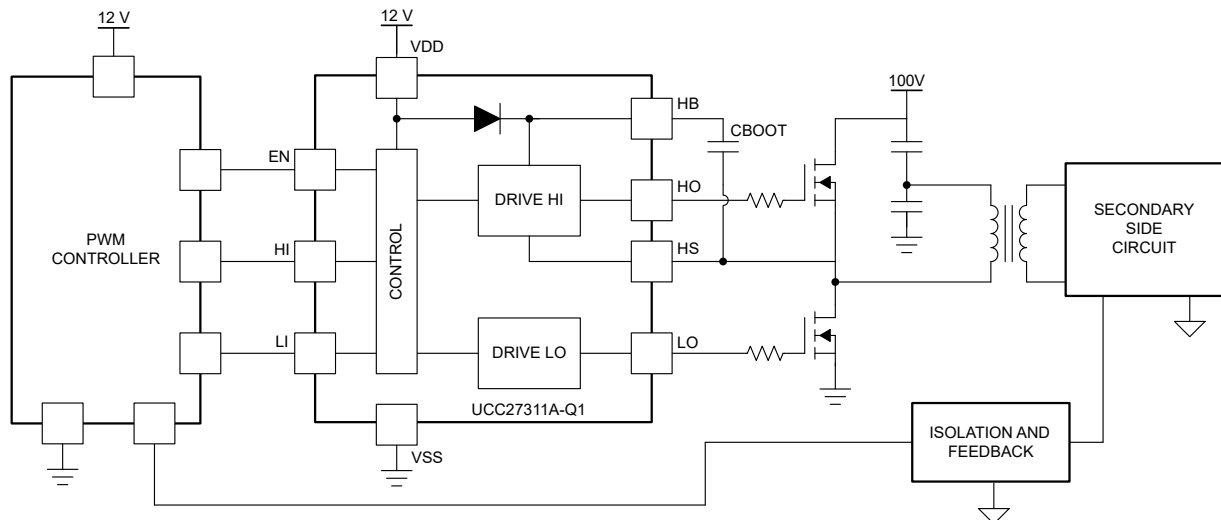 12 V
12 V
VDD
100V
HB
CBOOT
EN
HO
DRIVE HI
PWM
CONTROLLER
CONTROL
HI
HS
SECONDARY
SIDE
CIRCUIT
LI
DRIVE LO
LO
UCC27311A-Q1
VSS
ISOLATION AND
FEEDBACK